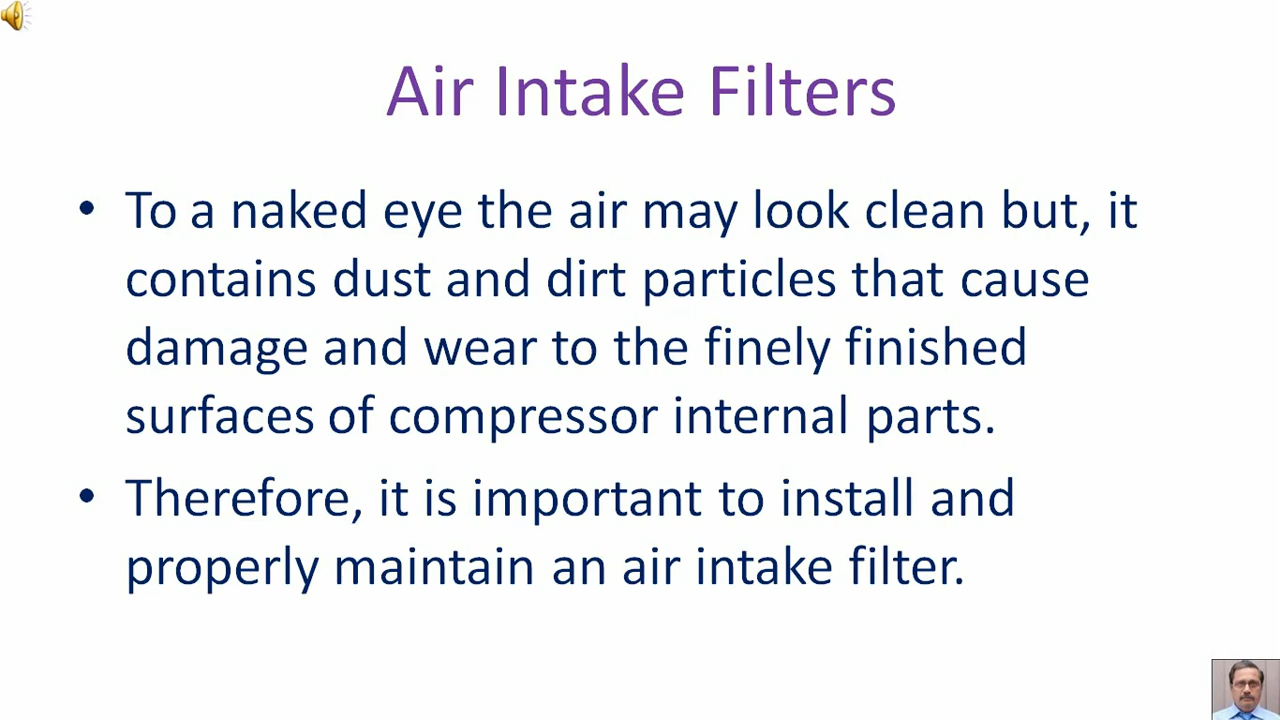 Air Intake Filters
• To a naked eye the air may look clean but, it
contains dust and dirt particles that cause
damage and wear to the finely finished
surfaces of compressor internal parts.
• Therefore, it is important to install and
properly maintain an air intake filter.